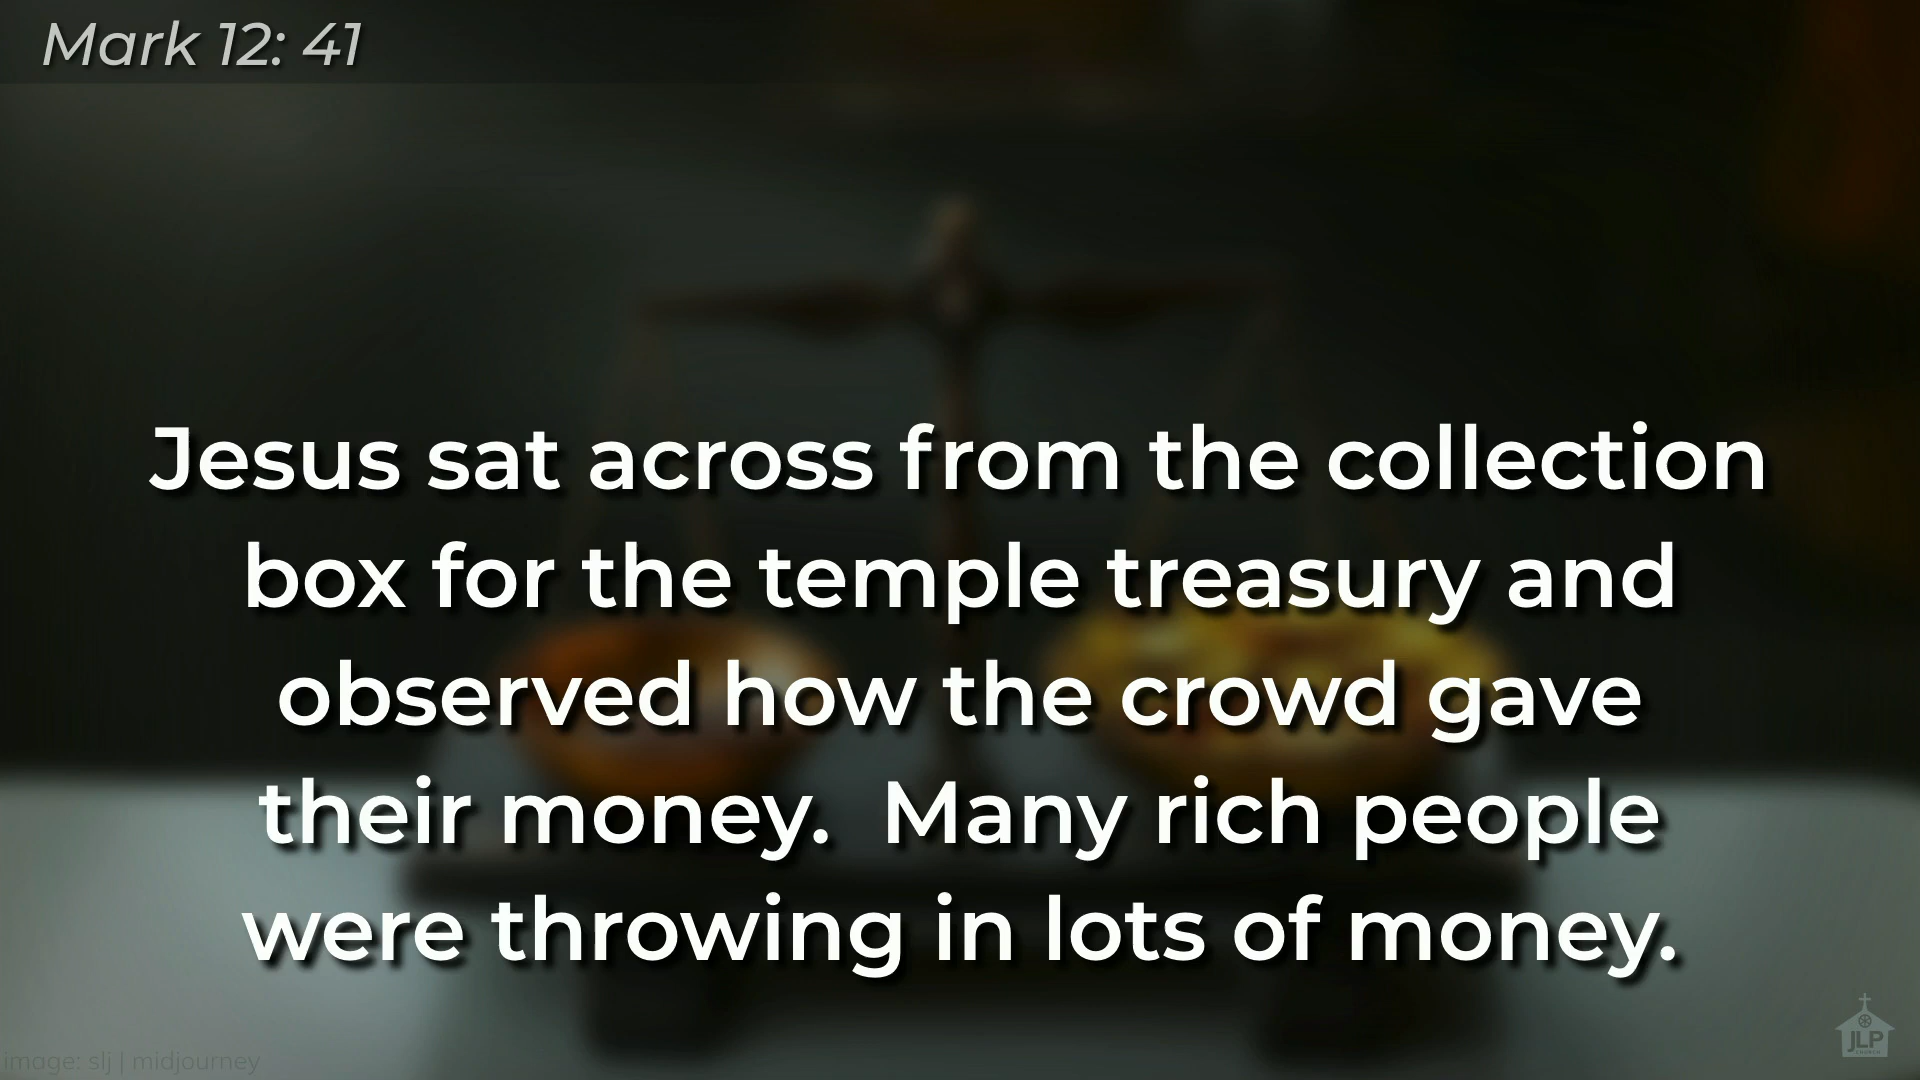 Mark 12: 41
Jesus sat across from the collection
box for the temple treasury and
observed how the crowd gave
their money.  Many rich people
were throwing in lots of money.
image: slj | midjourney
JLP
CHURCH